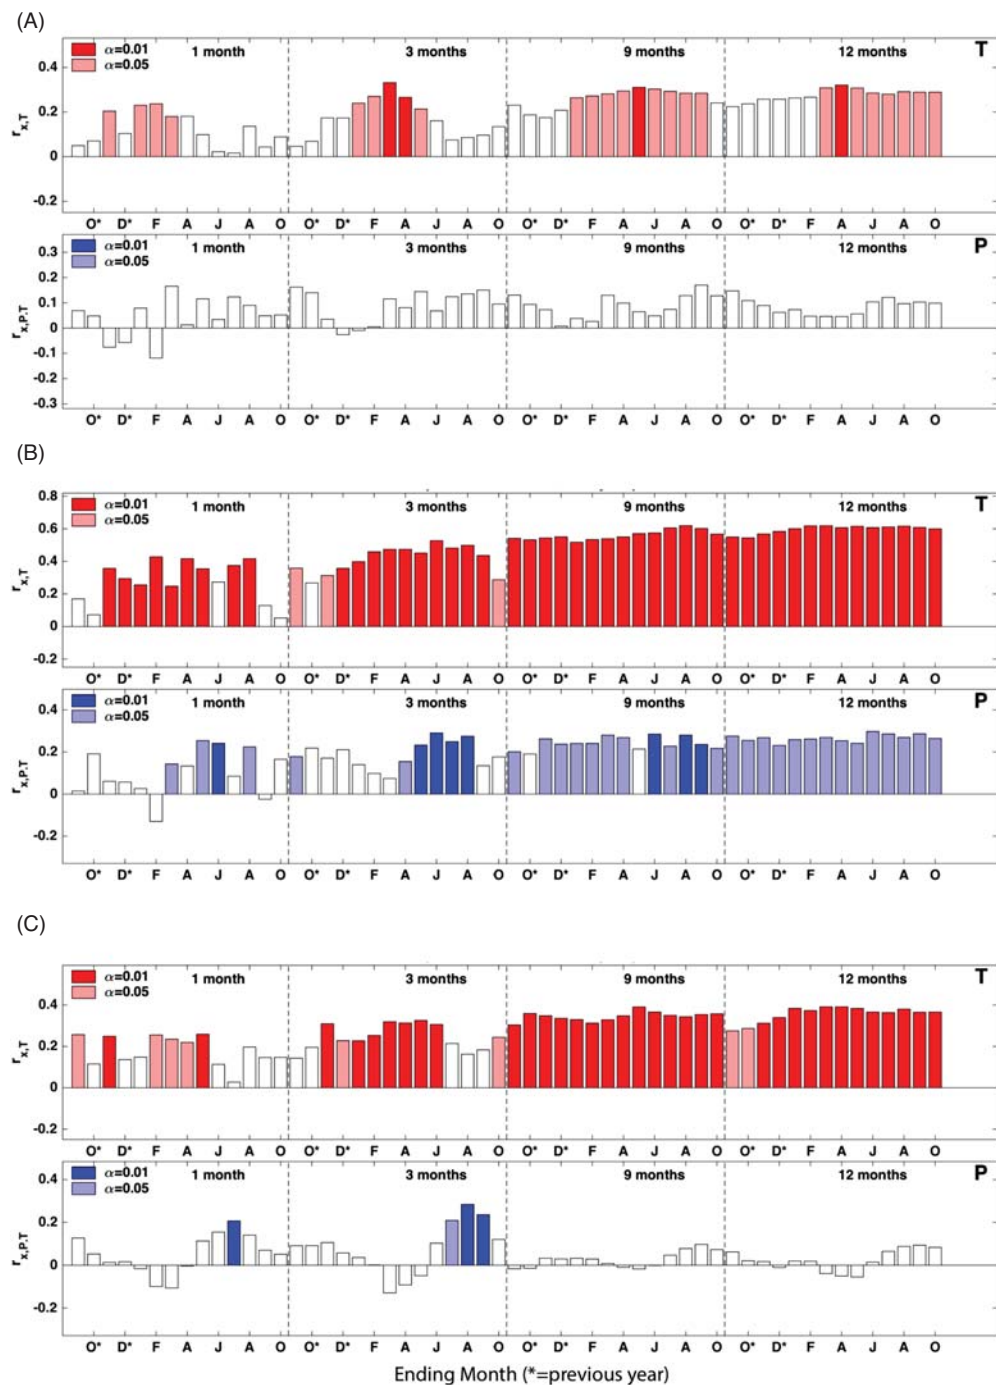 (A)
α=0.01
α=0.05
1 month 3 months 9 months 12 months T
0.4
0.2
0
-0.2
r x,T
O* D* F A J A O O* D* F A J A O O* D* F A J A O O* D* F A J A O
α=0.01
α=0.05
1 month 3 months 9 months 12 months P
0.3
0.2
0.1
0
-0.1
-0.2
-0.3
r x,P.T
O* D* F A J A O O* D* F A J A O O* D* F A J A O O* D* F A J A O
(B)
α=0.01
α=0.05
1 month 3 months 9 months 12 months T
0.8
0.6
0.4
0.2
0
-0.2
r x,T
O* D* F A J A O O* D* F A J A O O* D* F A J A O O* D* F A J A O
α=0.01
α=0.05
1 month 3 months 9 months 12 months P
0.4
0.2
0
-0.2
r x,P.T
O* D* F A J A O O* D* F A J A O O* D* F A J A O O* D* F A J A O
(C)
α=0.01
α=0.05
1 month 3 months 9 months 12 months T
0.4
0.2
0
-0.2
r x,T
O* D* F A J A O O* D* F A J A O O* D* F A J A O O* D* F A J A O
α=0.01
α=0.05
1 month 3 months 9 months 12 months P
0.4
0.2
0
-0.2
r x,P.T
O* D* F A J A O O* D* F A J A O O* D* F A J A O O* D* F A J A O
Ending Month (*=previous year)